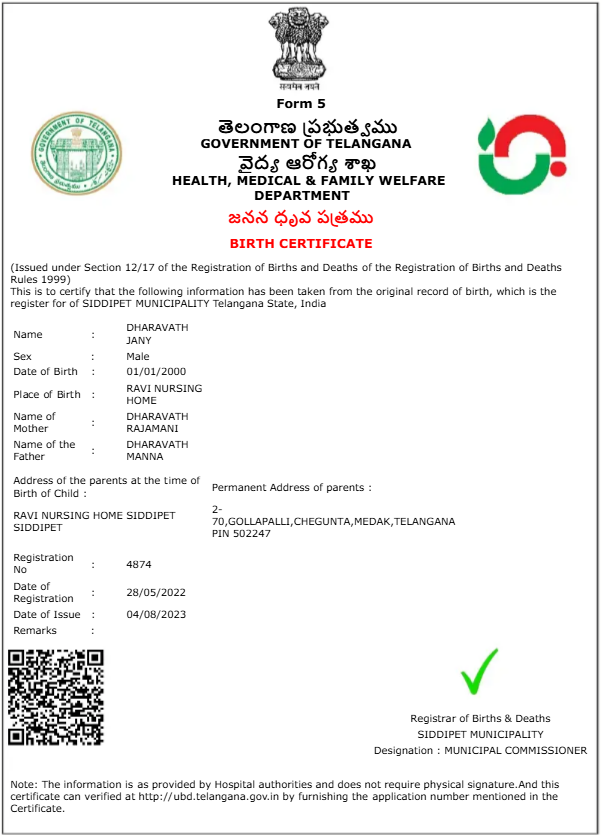 सत्यमेव जयते
Form 5
తెలంగాణ ప్రభుత్వము
GOVERNMENT OF TELANGANA
వైద్య ఆరోగ్య శాఖ
HEALTH, MEDICAL & FAMILY WELFARE
DEPARTMENT
జనన ధృవ పత్రము
BIRTH CERTIFICATE
GOVERNMENT OF TELANGANA
(Issued under Section 12/17 of the Registration of Births and Deaths of the Registration of Births and Deaths
Rules 1999)
This is to certify that the following information has been taken from the original record of birth, which is the
register for of SIDDIPET MUNICIPALITY Telangana State, India
Name : DHARAVATH
JANY
Sex : Male
Date of Birth : 01/01/2000
Place of Birth : RAVI NURSING
HOME
Name of
Mother : DHARAVATH
RAJAMANI
Name of the
Father : DHARAVATH
MANNA
Address of the parents at the time of
Birth of Child :
Permanent Address of parents :
RAVI NURSING HOME SIDDIPET
SIDDIPET
2-
70,GOLLAPALLI,CHEGUNTA,MEDAK,TELANGANA
PIN 502247
Registration
No : 4874
Date of
Registration : 28/05/2022
Date of Issue : 04/08/2023
Remarks :
Registrar of Births & Deaths
SIDDIPET MUNICIPALITY
Designation : MUNICIPAL COMMISSIONER
Note: The information is as provided by Hospital authorities and does not require physical signature.And this
certificate can verified at http://ubd.telangana.gov.in by furnishing the application number mentioned in the
Certificate.